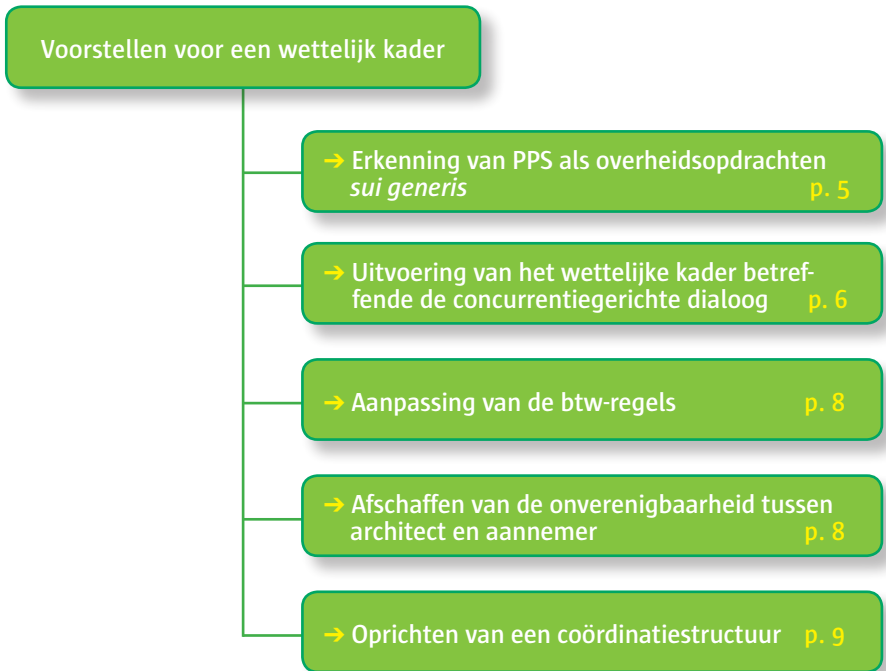 Voorstellen voor een wettelijk kader
➔ Erkenning van PPS als overheidsopdrachten
sui generis p. 5
➔ Uitvoering van het wettelijke kader betref-
fende de concurrentiegerichte dialoog p. 6
➔ Aanpassing van de btw-regels p. 8
➔ Afschaffen van de onverenigbaarheid tussen
architect en aannemer p. 8
➔ Oprichten van een coördinatiestructuur p. 9